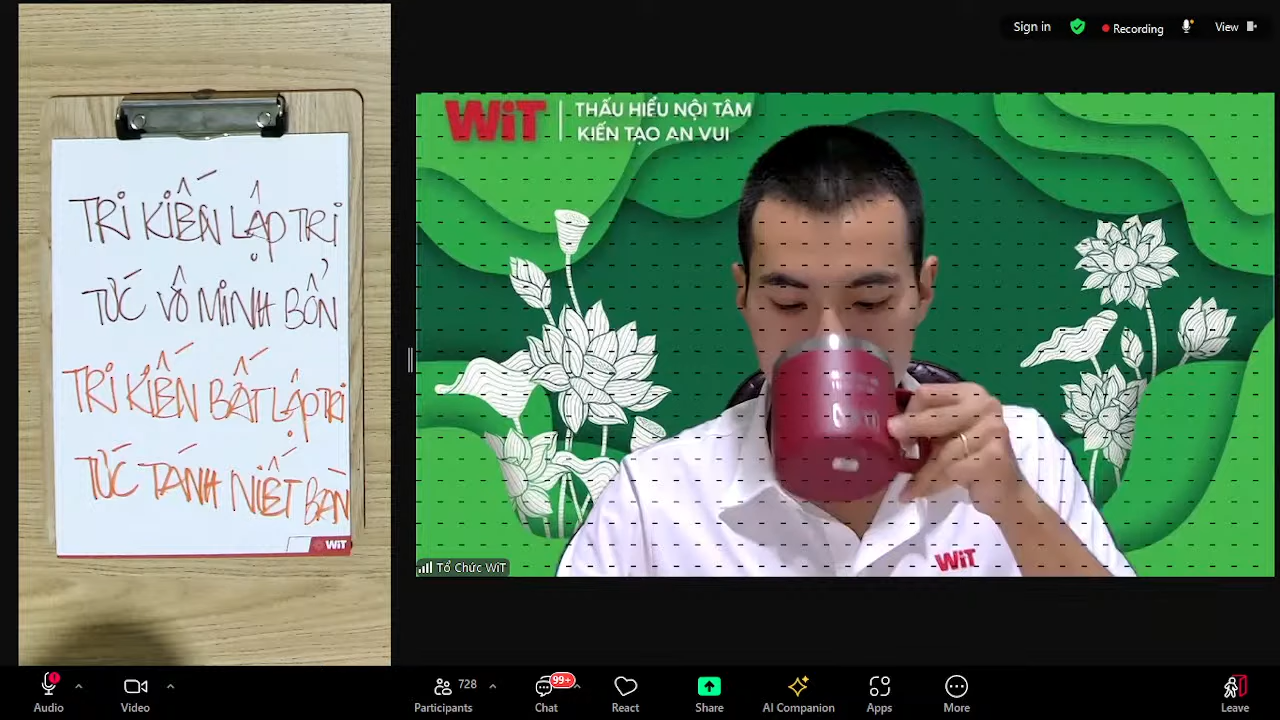 Sign in
Recording
View
TRI KIẾN LẬP TRI
TỨC VÔ MINH BỔN
TRI KIẾN BẤT LẬP TRI
TỨC TÁNH NIẾT BÀN
WiT
WiT
THẤU HIỂU NỘI TÂM
KIẾN TẠO AN VUI
WiT
Tổ Chức WiT
Audio
Video
Participants
728
Chat
99+
React
Share
AI Companion
Apps
More
Leave